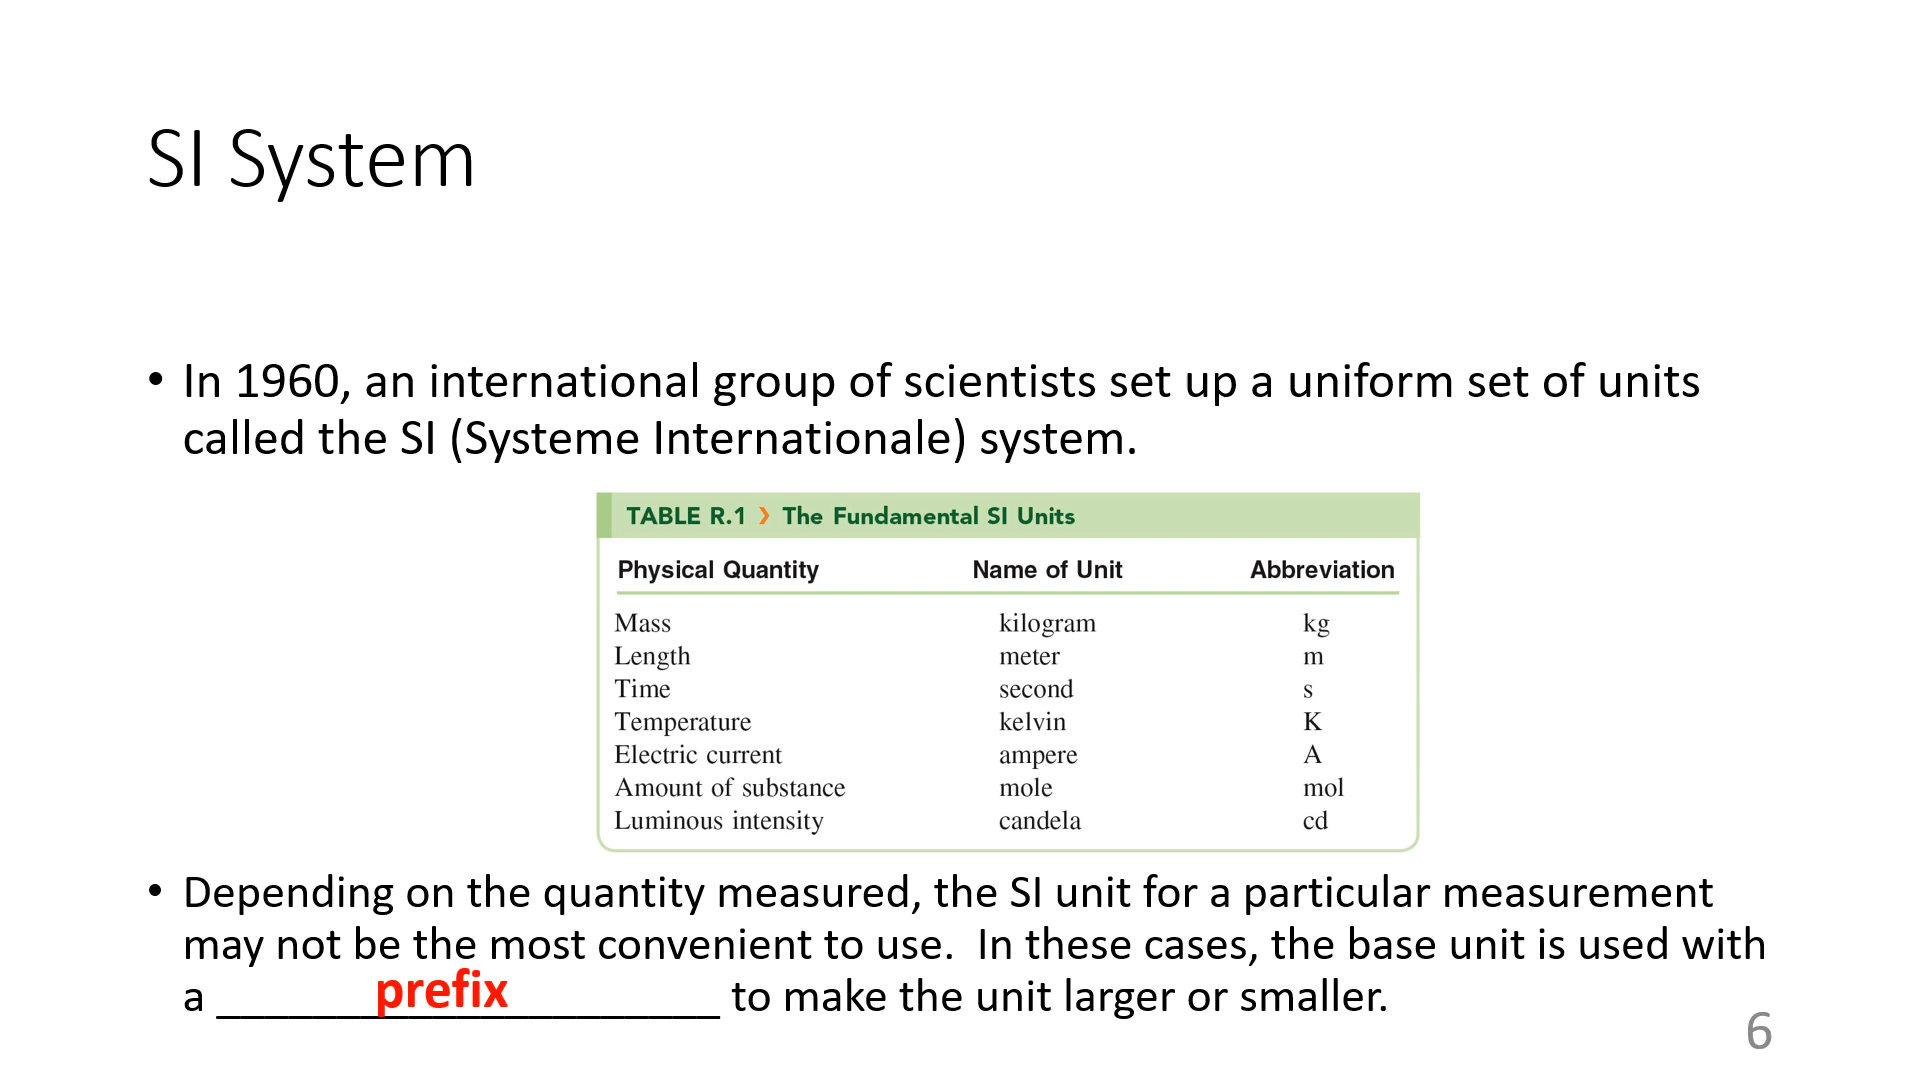 SI System
• In 1960, an international group of scientists set up a uniform set of units
called the SI (Systeme Internationale) system.
TABLE R.1 › The Fundamental SI Units
Physical Quantity Name of Unit Abbreviation
Mass kilogram kg
Length meter m
Time second s
Temperature kelvin K
Electric current ampere A
Amount of substance mole mol
Luminous intensity candela cd
• Depending on the quantity measured, the SI unit for a particular measurement
may not be the most convenient to use. In these cases, the base unit is used with
a ______prefix______ to make the unit larger or smaller.
6